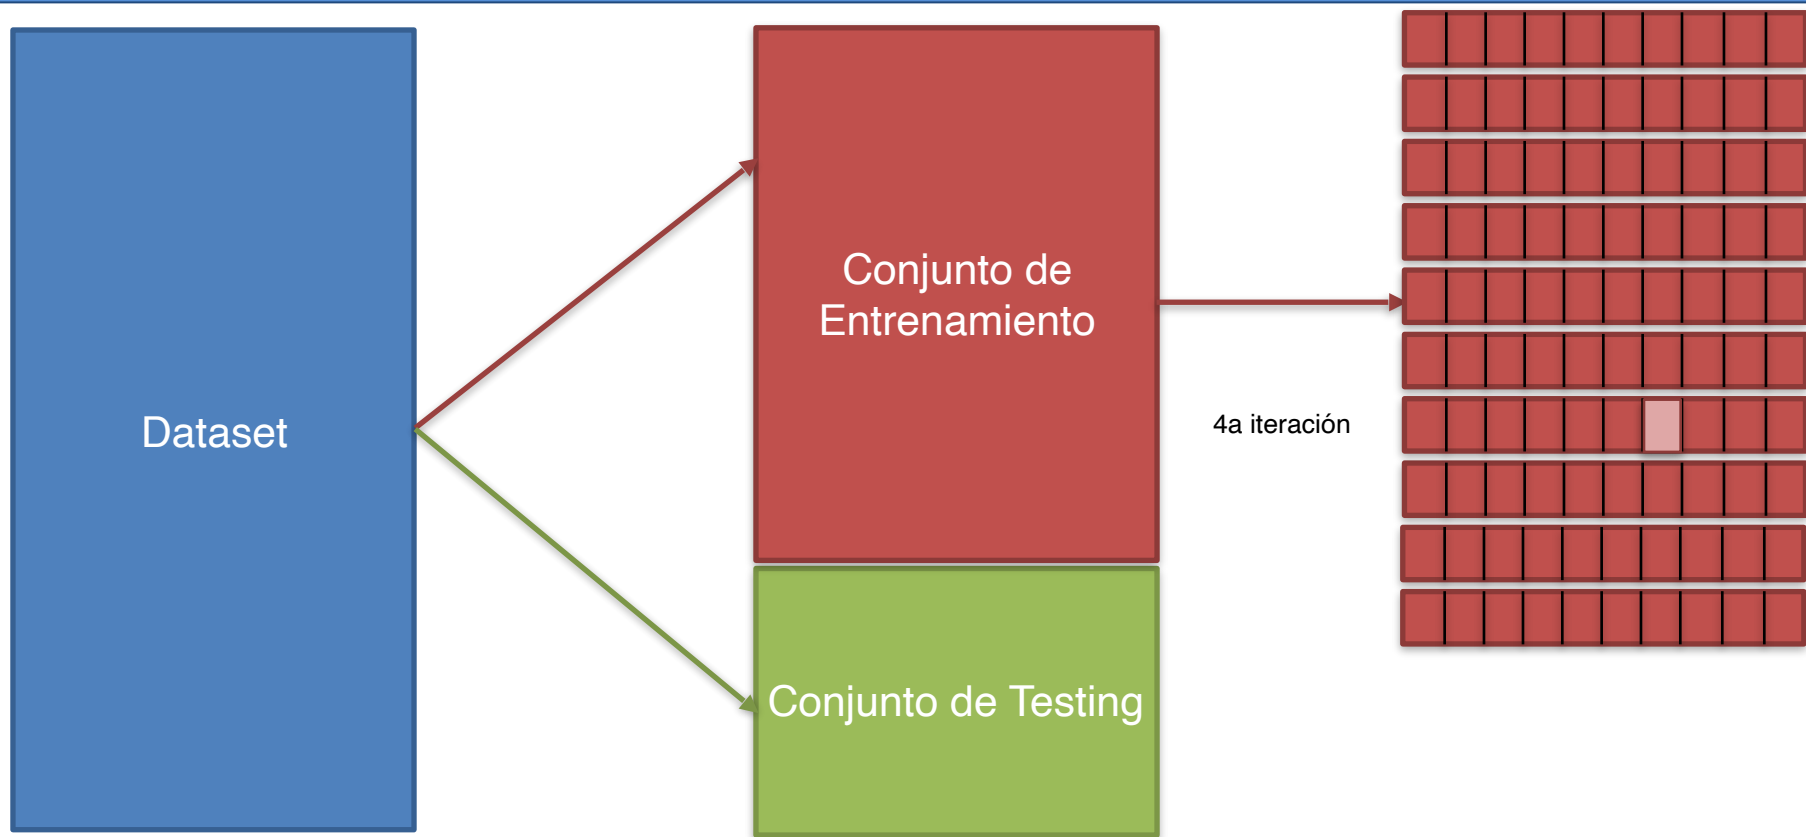 Dataset
Conjunto de
Entrenamiento
4a iteración
Conjunto de Testing